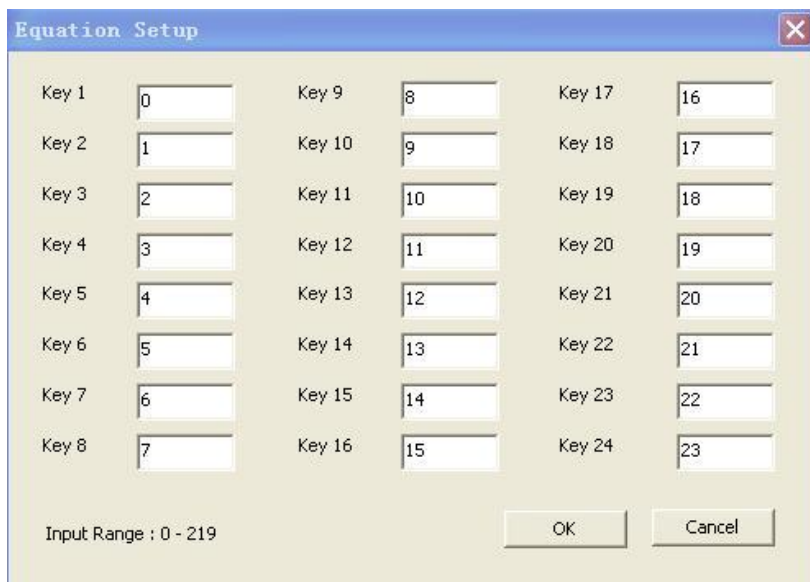 Equation Setup
Key 1 0 Key 9 8 Key 17 16
Key 2 1 Key 10 9 Key 18 17
Key 3 2 Key 11 10 Key 19 18
Key 4 3 Key 12 11 Key 20 19
Key 5 4 Key 13 12 Key 21 20
Key 6 5 Key 14 13 Key 22 21
Key 7 6 Key 15 14 Key 23 22
Key 8 7 Key 16 15 Key 24 23
Input Range : 0 - 219 OK Cancel